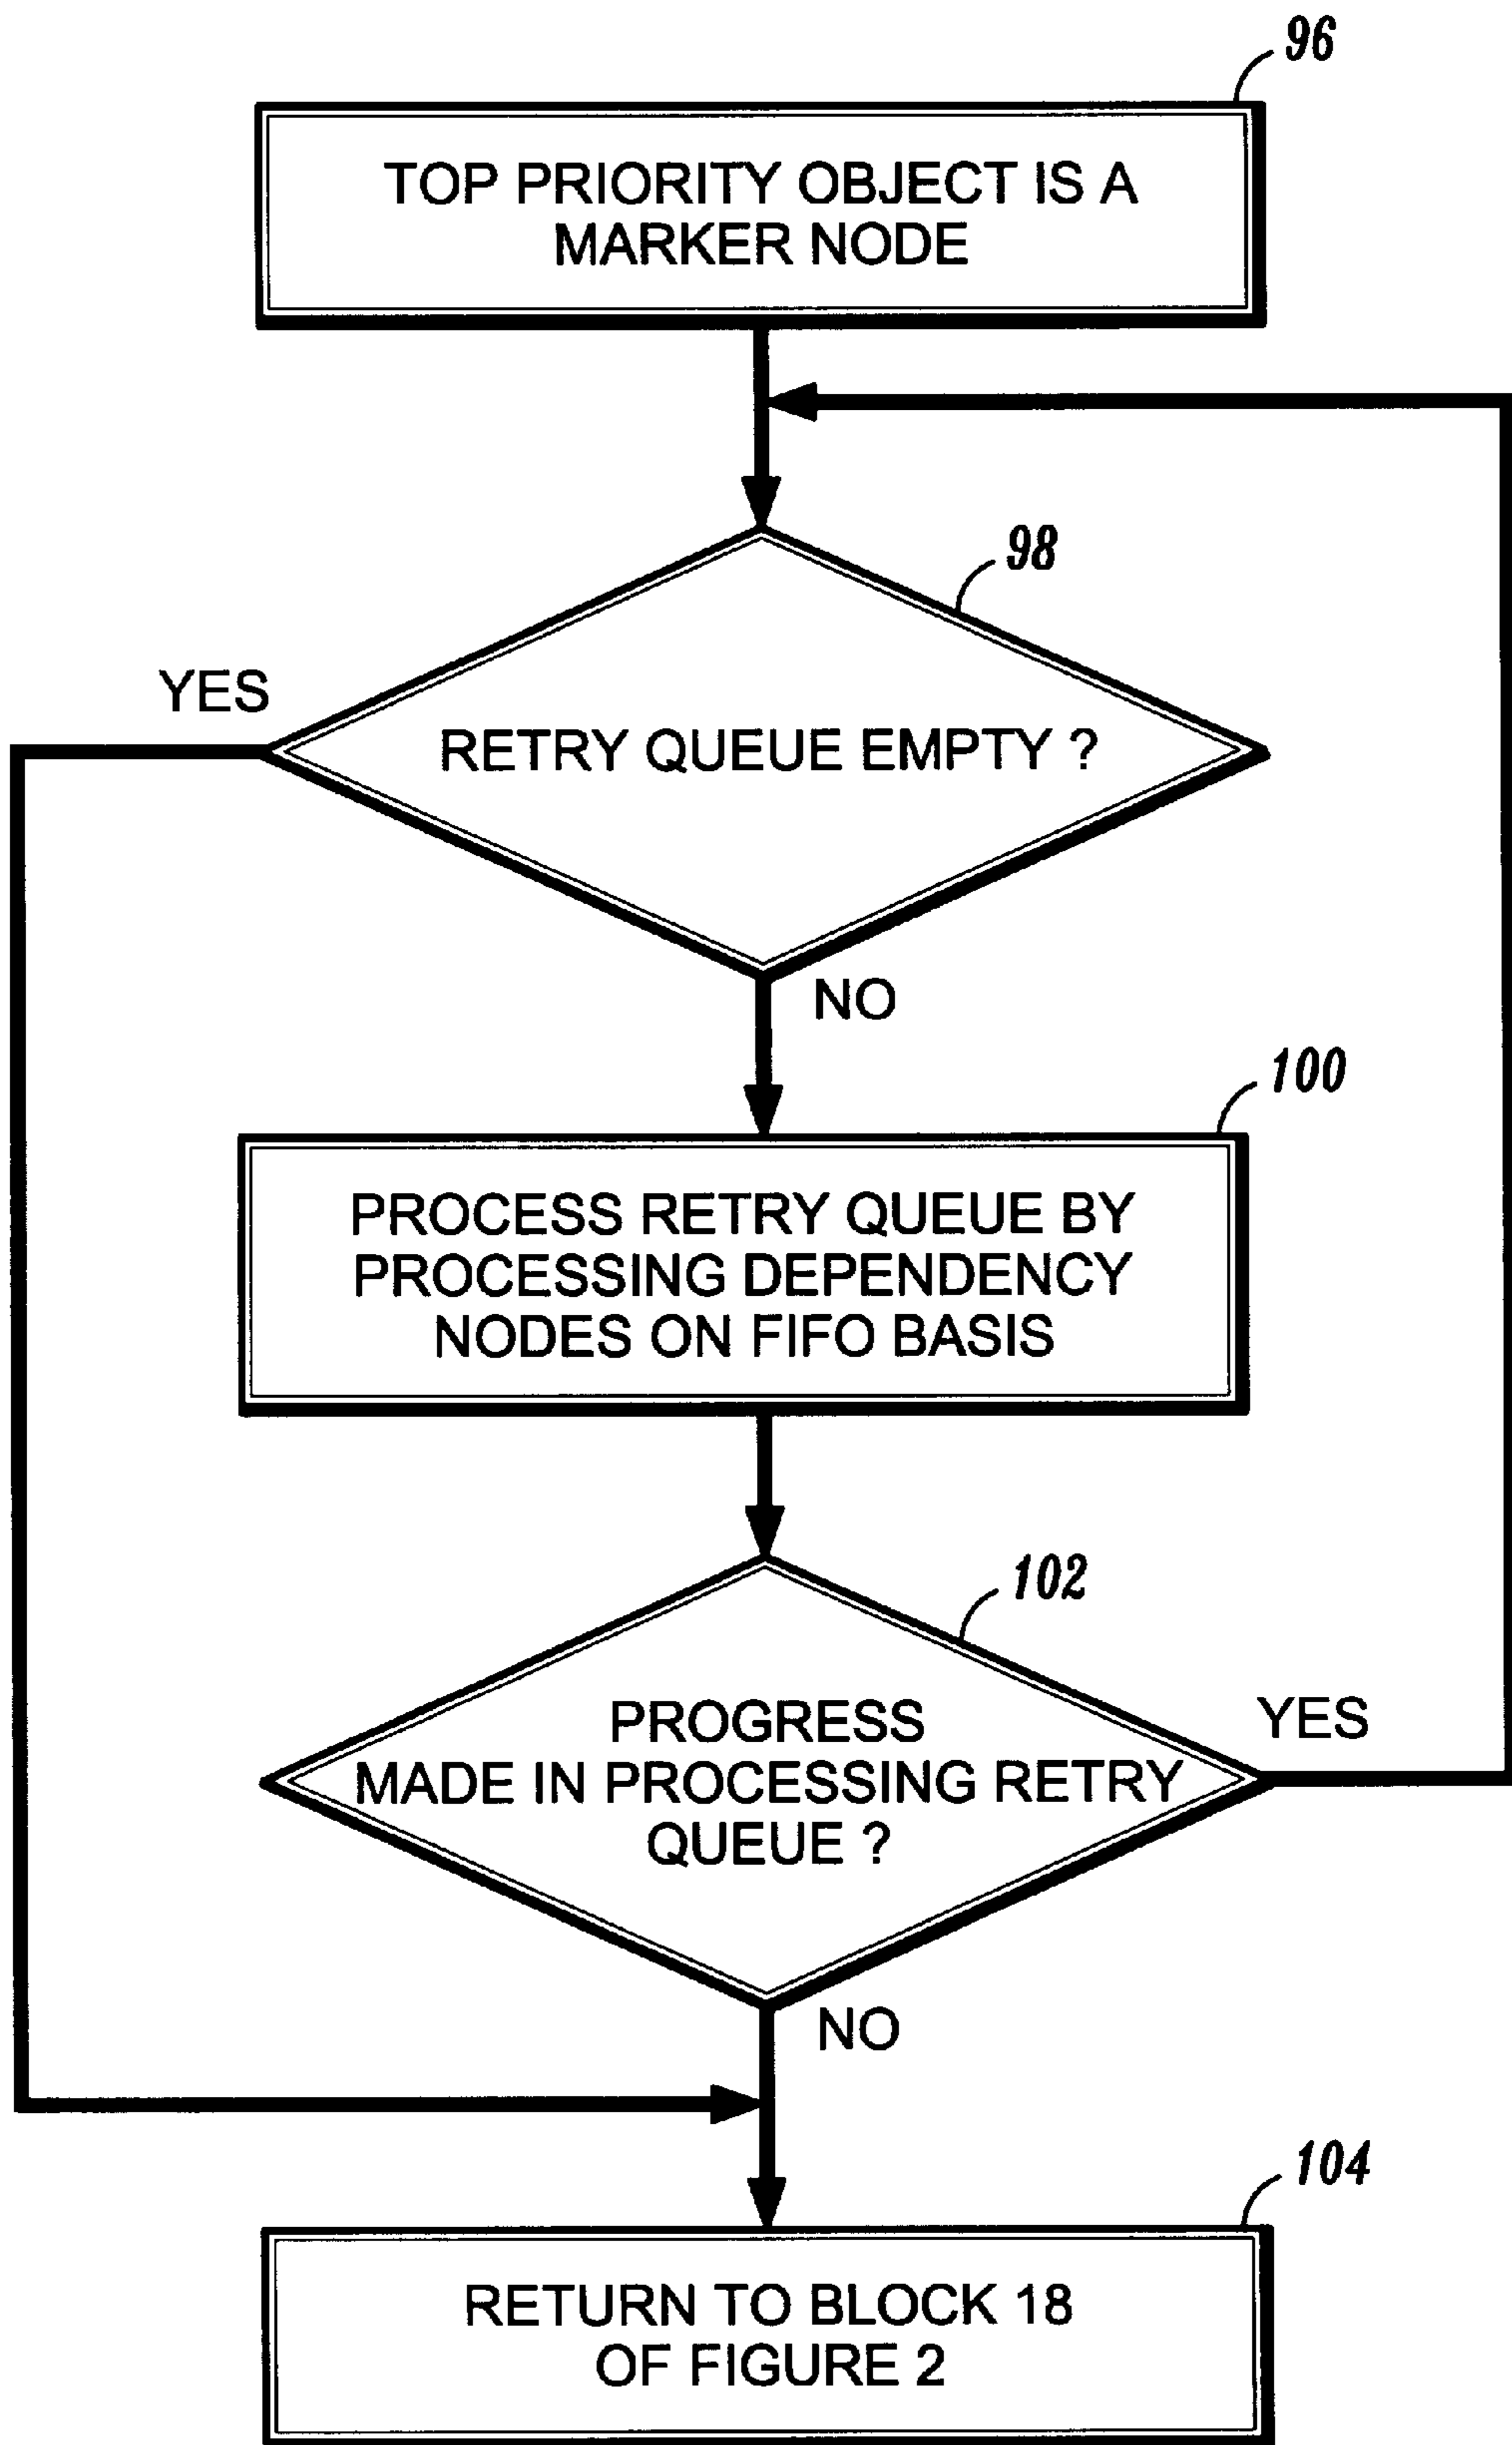 96
TOP PRIORITY OBJECT IS A
MARKER NODE
98
YES
RETRY QUEUE EMPTY ?
NO
100
PROCESS RETRY QUEUE BY
PROCESSING DEPENDENCY
NODES ON FIFO BASIS
102
PROGRESS
MADE IN PROCESSING RETRY
QUEUE ?
YES
NO
104
RETURN TO BLOCK 18
OF FIGURE 2